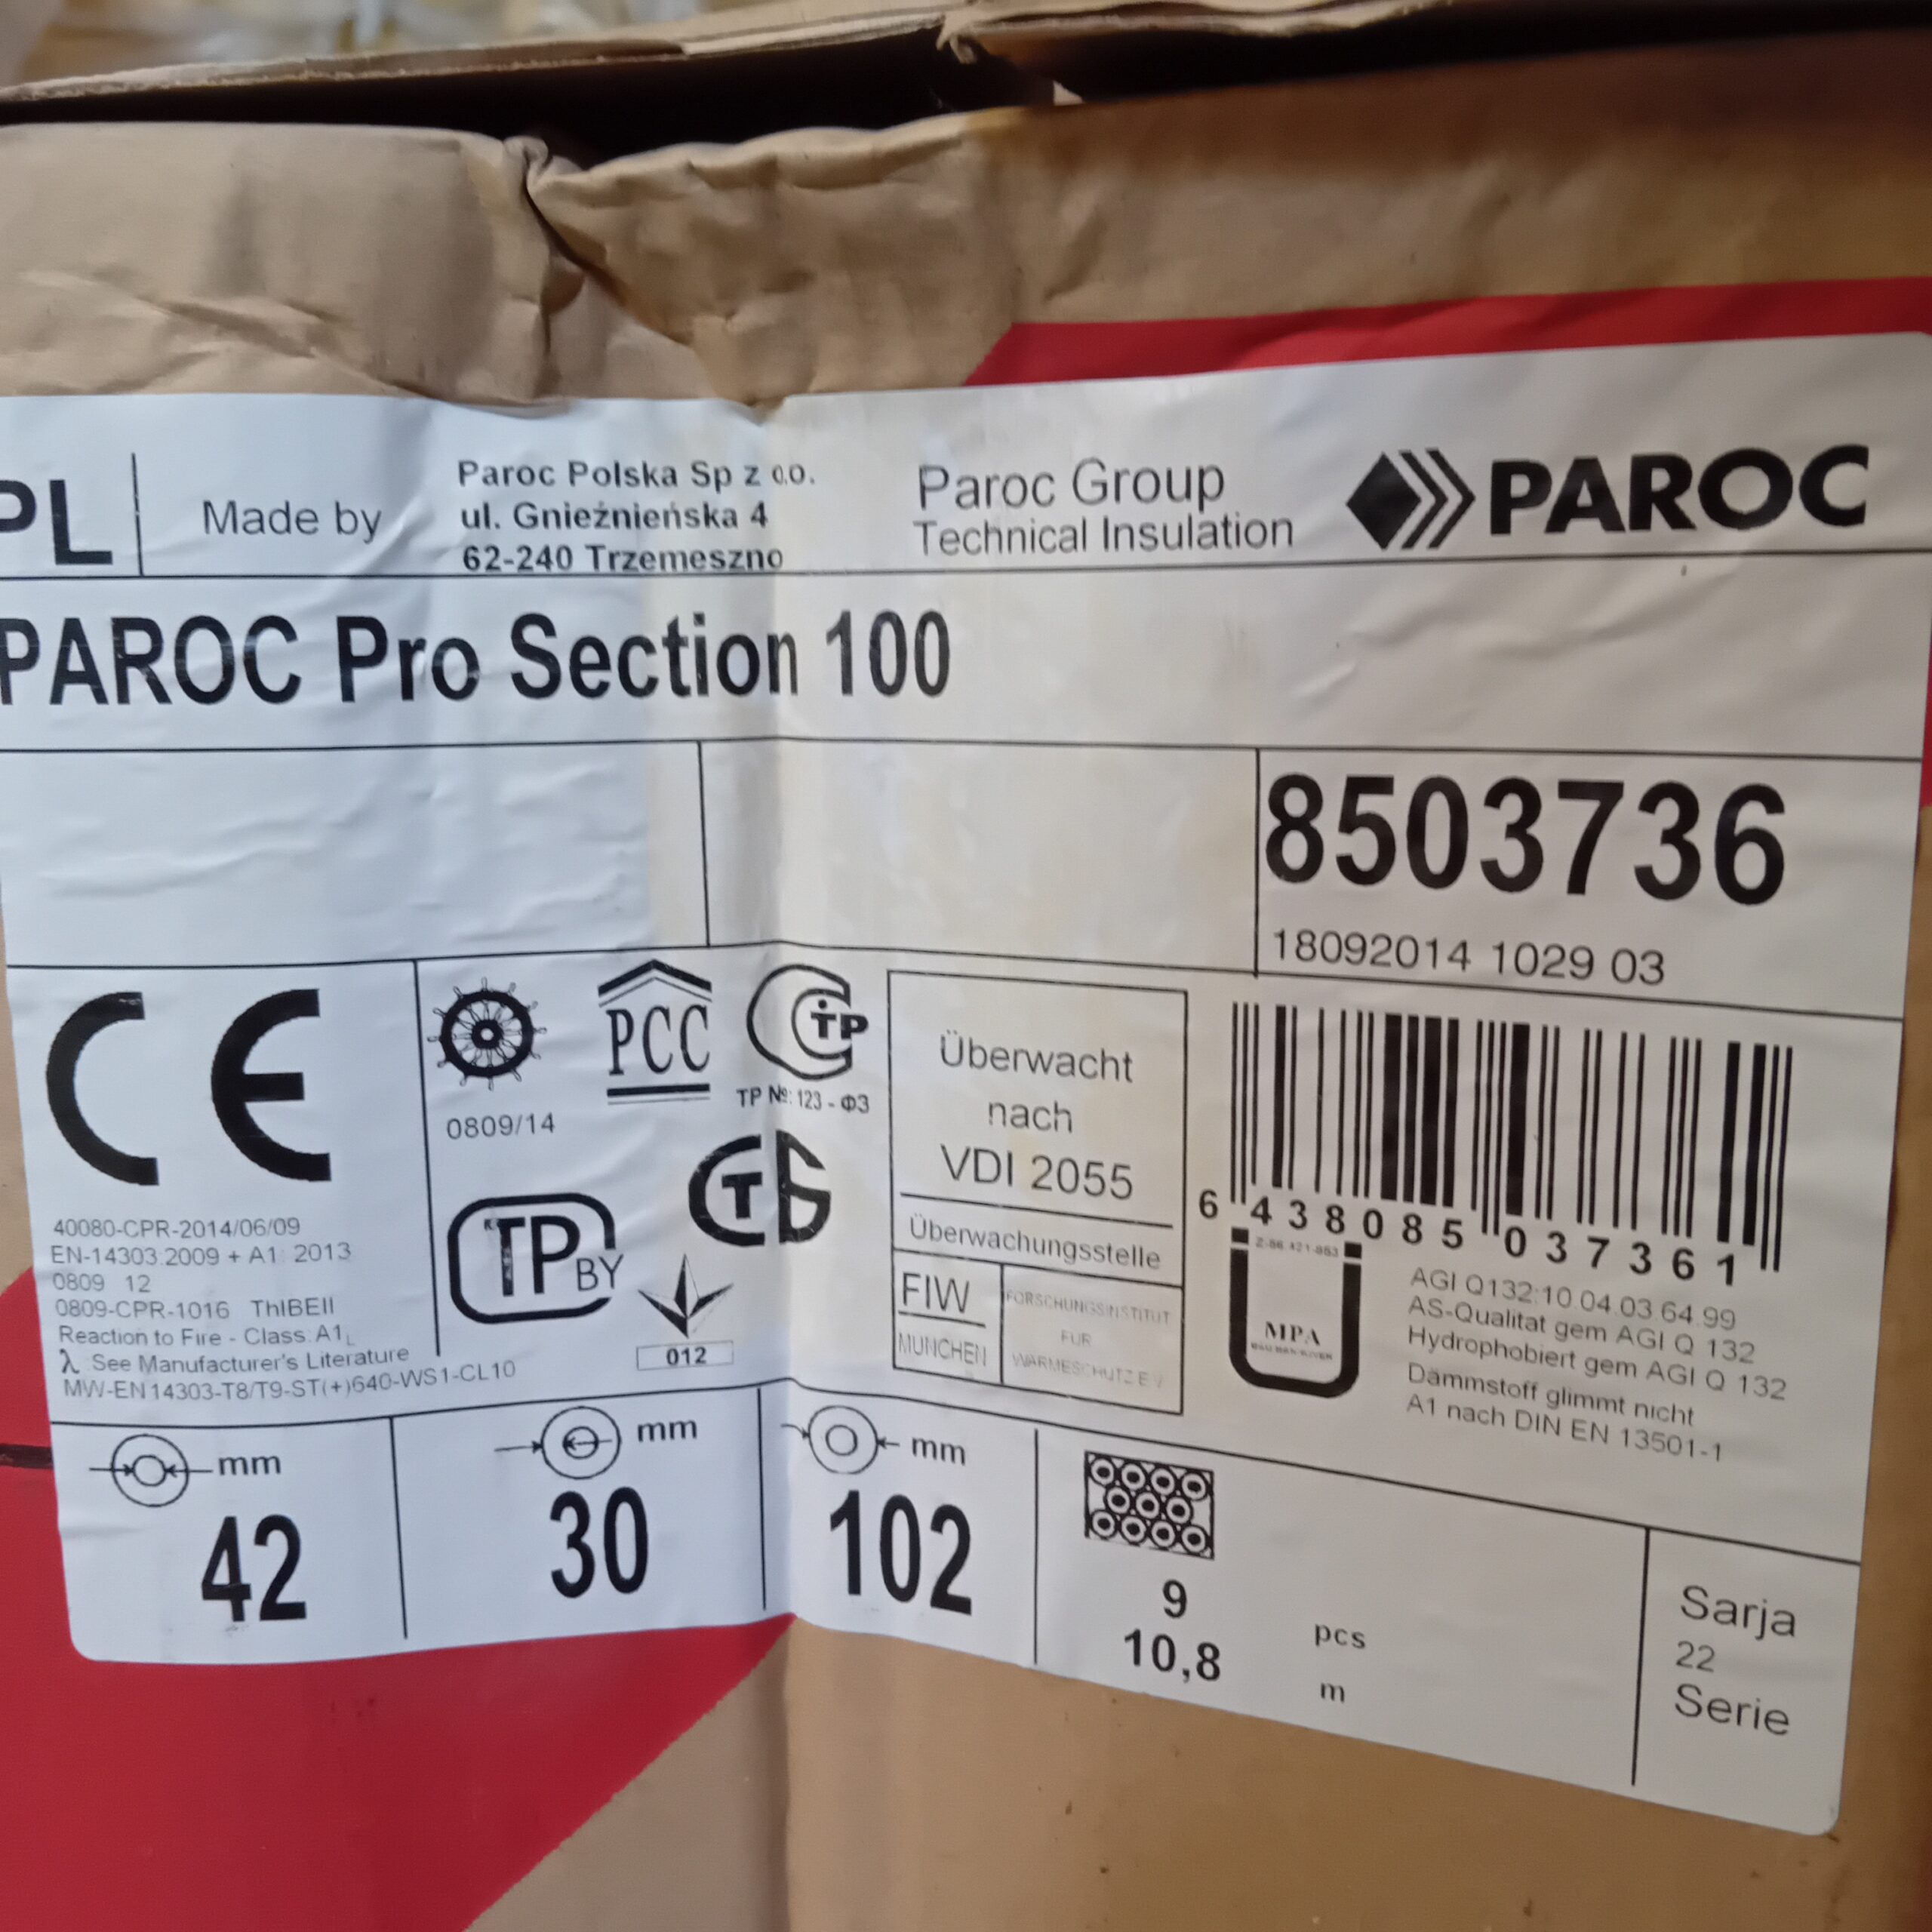 PL
Made by
Paroc Polska Sp z o.o.
ul. Gnieźnieńska 4
62-240 Trzemeszno
Paroc Group
Technical Insulation
PAROC
PAROC Pro Section 100
8503736
18092014 1029 03
CE
40080-CPR-2014/06/09
EN-14303:2009 + A1: 2013
0809 12
0809-CPR-1016 ThIBEII
Reaction to Fire - Class: A1L
λ :See Manufacturer's Literature
MW-EN 14303-T8/T9-ST(+)640-WS1-CL10
0809/14
PCC
TP
TP №: 123 - ФЗ
TP BY
СТБ
012
Überwacht
nach
VDI 2055
Überwachungsstelle
FIW
MÜNCHEN
FORSCHUNGSINSTITUT
FÜR
WÄRMESCHUTZ E.V.
6 438085 037361
MPA
AGI Q132:10.04.03.64.99
AS-Qualitat gem AGI Q 132
Hydrophobiert gem AGI Q 132
Dammstoff glimmt nicht
A1 nach DIN EN 13501-1
mm
42
mm
30
mm
102
9 pcs
10,8 m
Sarja
22
Serie